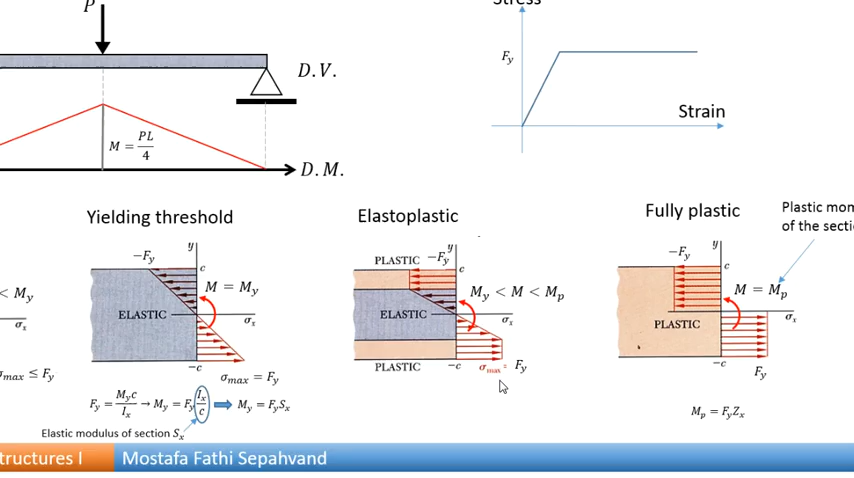 P
Stress
D.V.
F_y
Strain
M = PL/4
D.M.
Yielding threshold
Elastoplastic
Fully plastic
Plastic mom
of the secti
−F_y
y
c
M = M_y
ELASTIC
σ_x
−c
σ_max = F_y
PLASTIC
−F_y
y
c
M_y < M < M_p
ELASTIC
σ_x
PLASTIC
−c
σ_max = F_y
−F_y
y
c
M = M_p
PLASTIC
σ_x
−c
F_y
< M_y
σ_x
σ_max ≤ F_y
F_y = M_y c/I_x → M_y = F_y I_x/c
M_y = F_y S_x
M_p = F_y Z_x
Elastic modulus of section S_x
tructures I
Mostafa Fathi Sepahvand